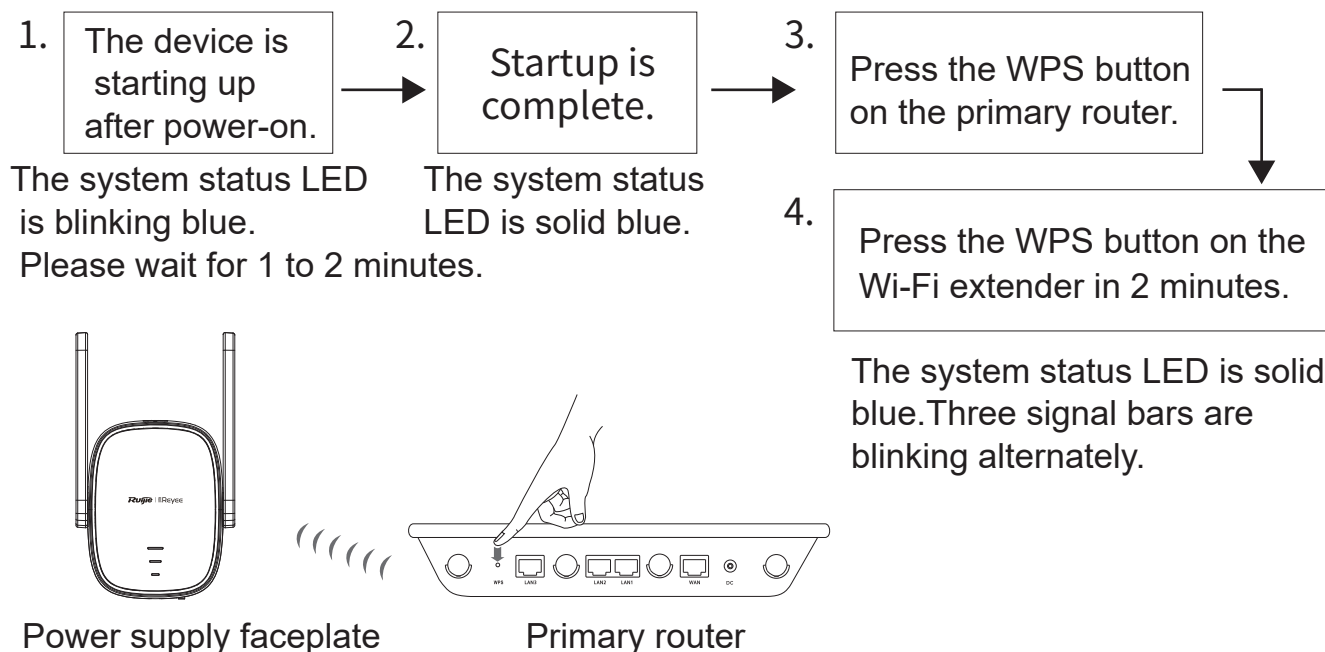 1.
The device is
starting up
after power-on.
The system status LED
is blinking blue.
Please wait for 1 to 2 minutes.
2.
Startup is
complete.
The system status
LED is solid blue.
3.
Press the WPS button
on the primary router.
4.
Press the WPS button on the
Wi-Fi extender in 2 minutes.
The system status LED is solid
blue.Three signal bars are
blinking alternately.
Ruijie | Reyee
WPS LAN3 LAN2 LAN1 WAN DC
Power supply faceplate
Primary router